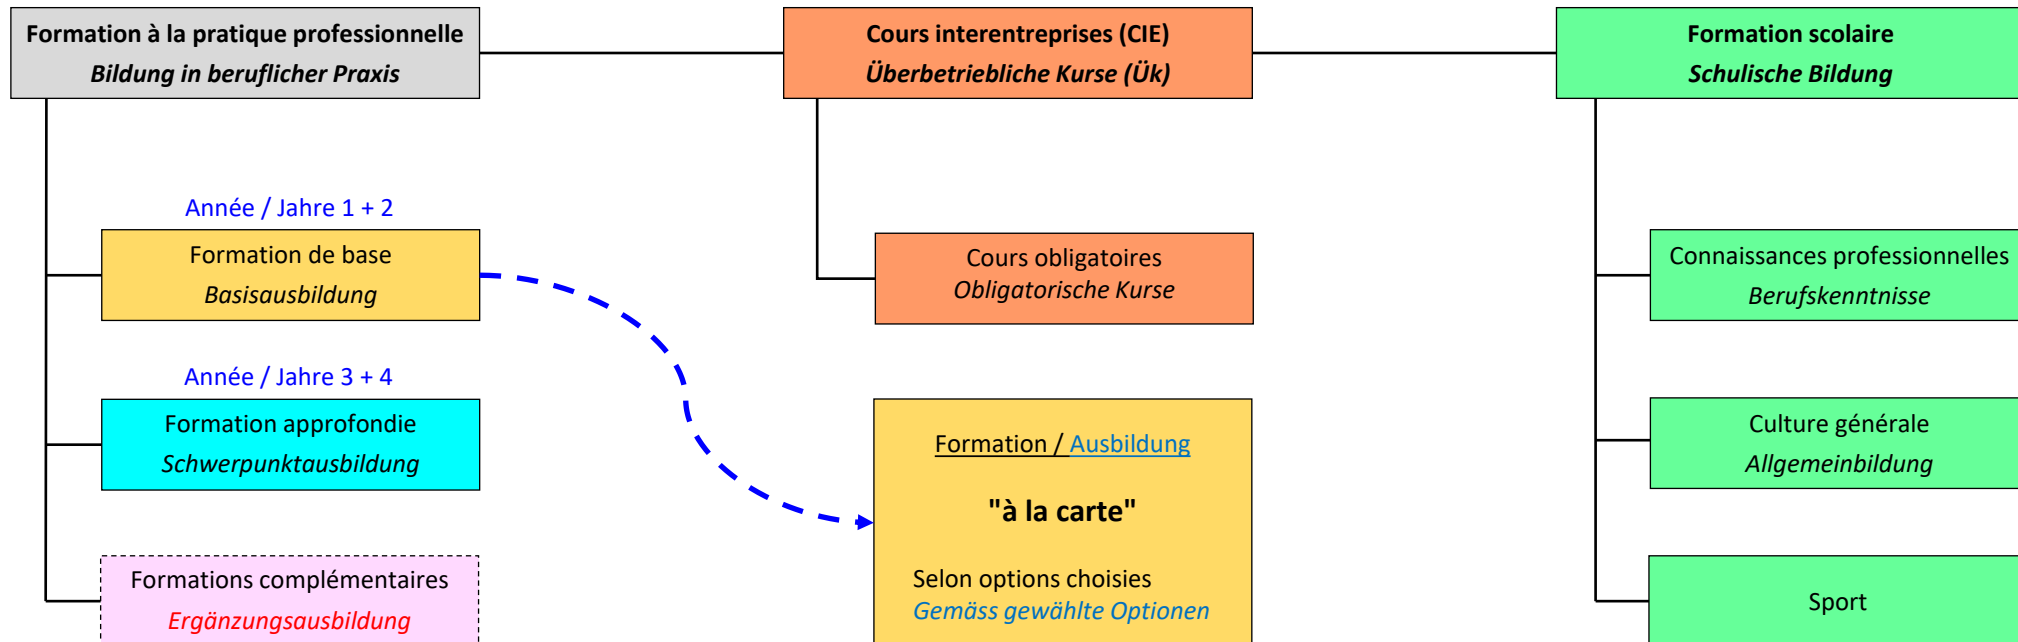 Formation à la pratique professionnelle
Bildung in beruflicher Praxis
Cours interentreprises (CIE)
Überbetriebliche Kurse (Ük)
Formation scolaire
Schulische Bildung
Année / Jahre 1 + 2
Formation de base
Basisausbildung
Année / Jahre 3 + 4
Formation approfondie
Schwerpunktausbildung
Formations complémentaires
Ergänzungsausbildung
Cours obligatoires
Obligatorische Kurse
Formation / Ausbildung
"à la carte"
Selon options choisies
Gemäss gewählte Optionen
Connaissances professionnelles
Berufskenntnisse
Culture générale
Allgemeinbildung
Sport